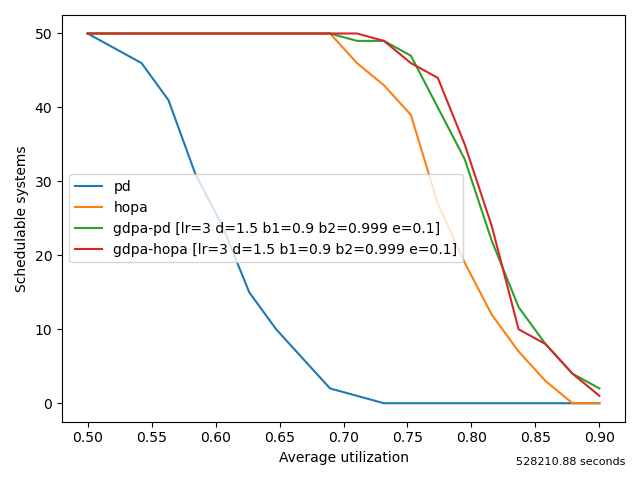 50
40
30
20
10
0
Schedulable systems
pd
hopa
gdpa-pd [lr=3 d=1.5 b1=0.9 b2=0.999 e=0.1]
gdpa-hopa [lr=3 d=1.5 b1=0.9 b2=0.999 e=0.1]
0.50 0.55 0.60 0.65 0.70 0.75 0.80 0.85 0.90
Average utilization
528210.88 seconds